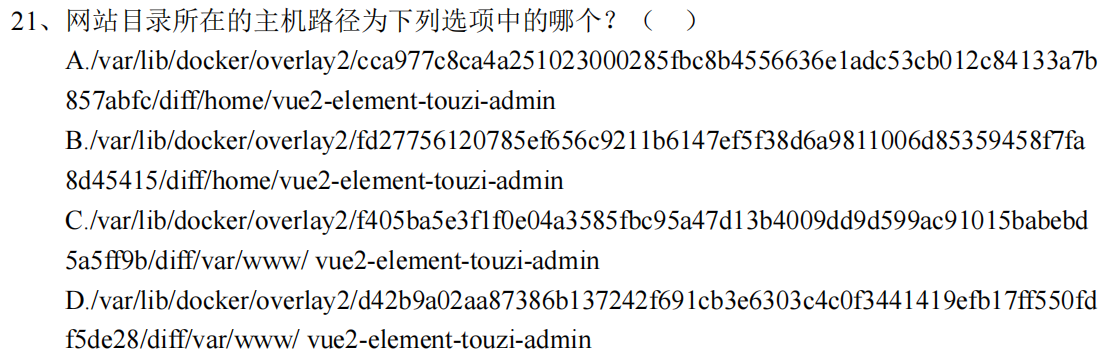 21、网站目录所在的主机路径为下列选项中的哪个？（ ）
A./var/lib/docker/overlay2/cca977c8ca4a251023000285fbc8b4556636e1adc53cb012c84133a7b
857abfc/diff/home/vue2-element-touzi-admin
B./var/lib/docker/overlay2/fd27756120785ef656c9211b6147ef5f38d6a9811006d85359458f7fa
8d45415/diff/home/vue2-element-touzi-admin
C./var/lib/docker/overlay2/f405ba5e3f1f0e04a3585fbc95a47d13b4009dd9d599ac91015babebd
5a5ff9b/diff/var/www/ vue2-element-touzi-admin
D./var/lib/docker/overlay2/d42b9a02aa87386b137242f691cb3e6303c4c0f3441419efb17ff550fd
f5de28/diff/var/www/ vue2-element-touzi-admin